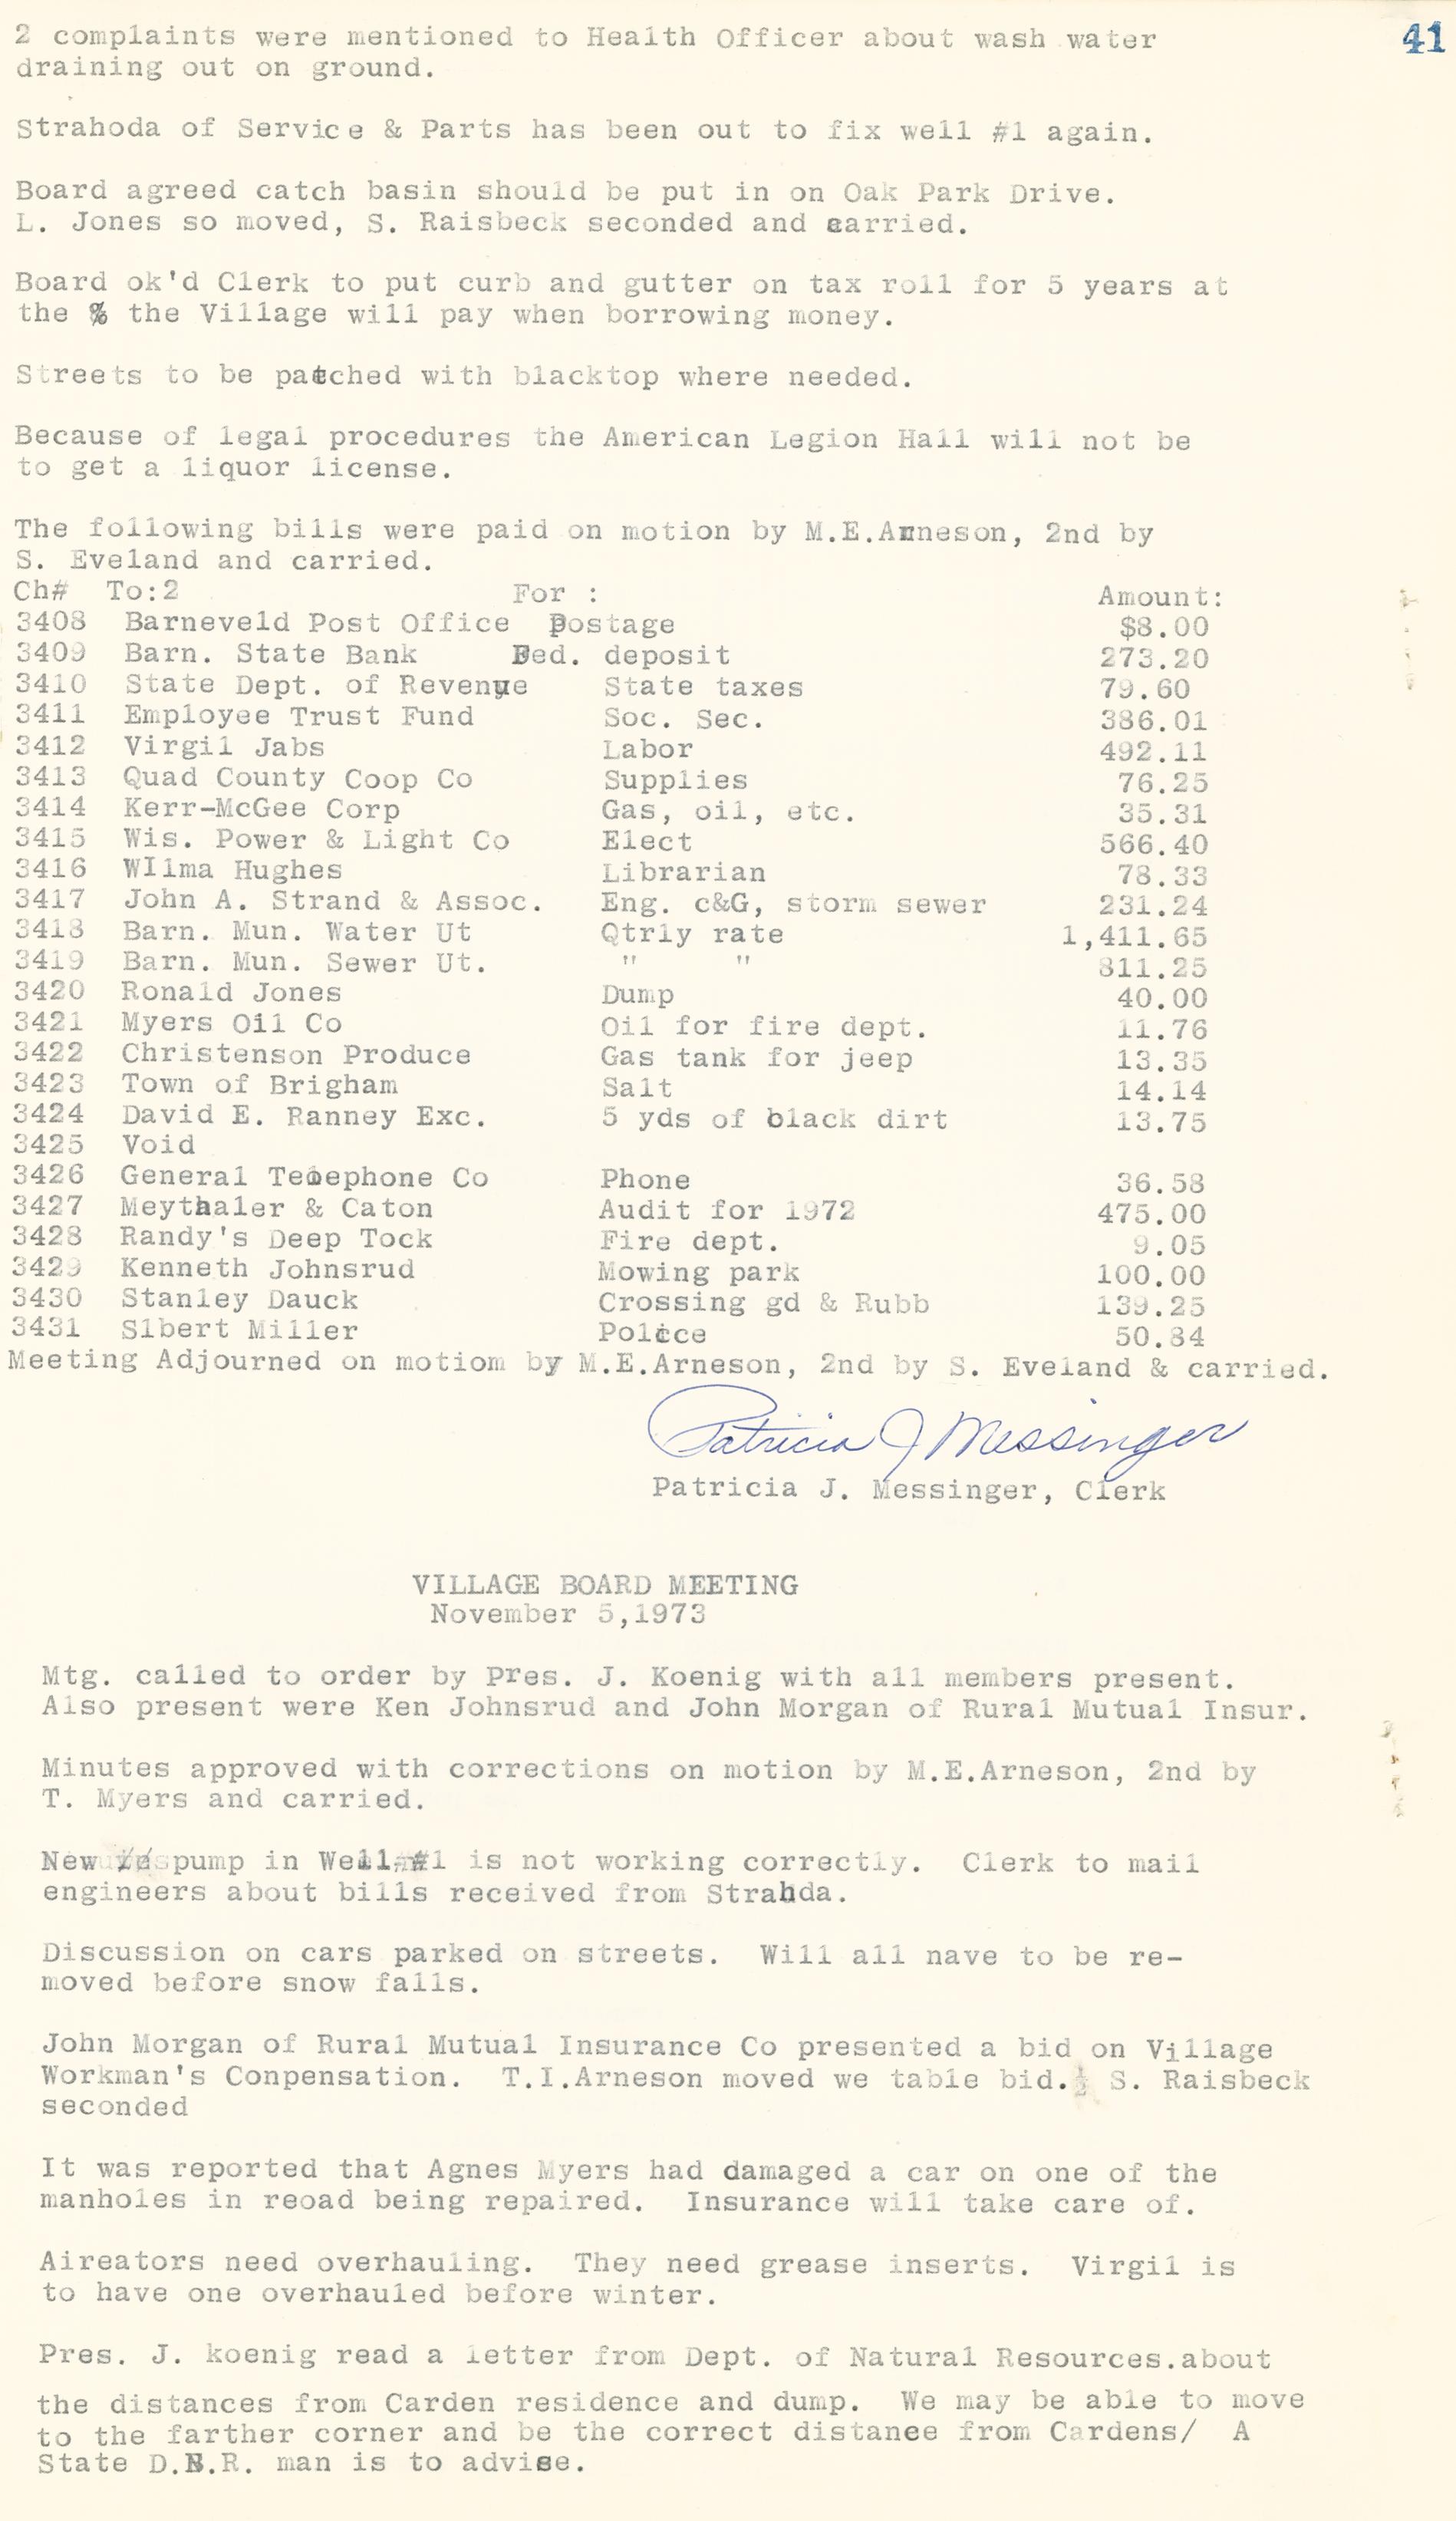 41
2 complaints were mentioned to Health Officer about wash water
draining out on ground.
Strahoda of Service & Parts has been out to fix well #1 again.
Board agreed catch basin should be put in on Oak Park Drive.
L. Jones so moved, S. Raisbeck seconded and carried.
Board ok'd Clerk to put curb and gutter on tax roll for 5 years at
the % the Village will pay when borrowing money.
Streets to be patched with blacktop where needed.
Because of legal procedures the American Legion Hall will not be
to get a liquor license.
The following bills were paid on motion by M.E.Arneson, 2nd by
S. Eveland and carried.
Ch# To:2 For : Amount:
3408 Barneveld Post Office Postage $8.00
3409 Barn. State Bank Fed. deposit 273.20
3410 State Dept. of Revenue State taxes 79.60
3411 Employee Trust Fund Soc. Sec. 386.01
3412 Virgil Jabs Labor 492.11
3413 Quad County Coop Co Supplies 76.25
3414 Kerr-McGee Corp Gas, oil, etc. 35.31
3415 Wis. Power & Light Co Elect 566.40
3416 WIlma Hughes Librarian 78.33
3417 John A. Strand & Assoc. Eng. c&G, storm sewer 231.24
3418 Barn. Mun. Water Ut Qtrly rate 1,411.65
3419 Barn. Mun. Sewer Ut. " " 811.25
3420 Ronald Jones Dump 40.00
3421 Myers Oil Co Oil for fire dept. 11.76
3422 Christenson Produce Gas tank for jeep 13.35
3423 Town of Brigham Salt 14.14
3424 David E. Ranney Exc. 5 yds of black dirt 13.75
3425 Void
3426 General Telephone Co Phone 36.58
3427 Meythaler & Caton Audit for 1972 475.00
3428 Randy's Deep Tock Fire dept. 9.05
3429 Kenneth Johnsrud Mowing park 100.00
3430 Stanley Dauck Crossing gd & Rubb 139.25
3431 Slbert Miller Police 50.84
Meeting Adjourned on motiom by M.E.Arneson, 2nd by S. Eveland & carried.
Patricia J Messinger
Patricia J. Messinger, Clerk
VILLAGE BOARD MEETING
November 5,1973
Mtg. called to order by Pres. J. Koenig with all members present.
Also present were Ken Johnsrud and John Morgan of Rural Mutual Insur.
Minutes approved with corrections on motion by M.E.Arneson, 2nd by
T. Myers and carried.
New pump in Well #1 is not working correctly. Clerk to mail
engineers about bills received from Strahda.
Discussion on cars parked on streets. Will all nave to be re-
moved before snow falls.
John Morgan of Rural Mutual Insurance Co presented a bid on Village
Workman's Conpensation. T.I.Arneson moved we table bid.½ S. Raisbeck
seconded
It was reported that Agnes Myers had damaged a car on one of the
manholes in reoad being repaired. Insurance will take care of.
Aireators need overhauling. They need grease inserts. Virgil is
to have one overhauled before winter.
Pres. J. koenig read a letter from Dept. of Natural Resources.about
the distances from Carden residence and dump. We may be able to move
to the farther corner and be the correct distance from Cardens/ A
State D.N.R. man is to advise.